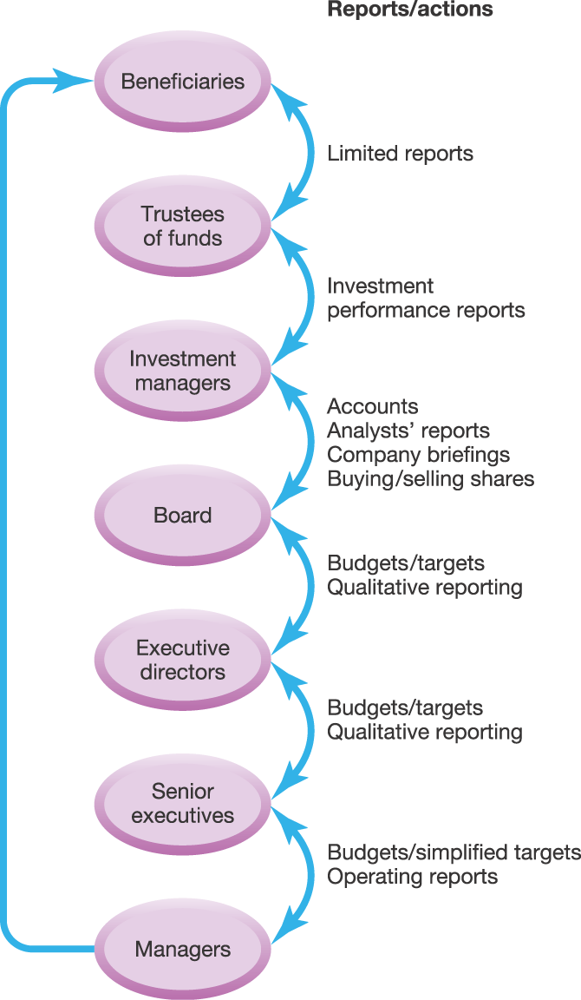 Reports/actions
Beneficiaries
Limited reports
Trustees
of funds
Investment
performance reports
Investment
managers
Accounts
Analysts’ reports
Company briefings
Buying/selling shares
Board
Budgets/targets
Qualitative reporting
Executive
directors
Budgets/targets
Qualitative reporting
Senior
executives
Budgets/simplified targets
Operating reports
Managers